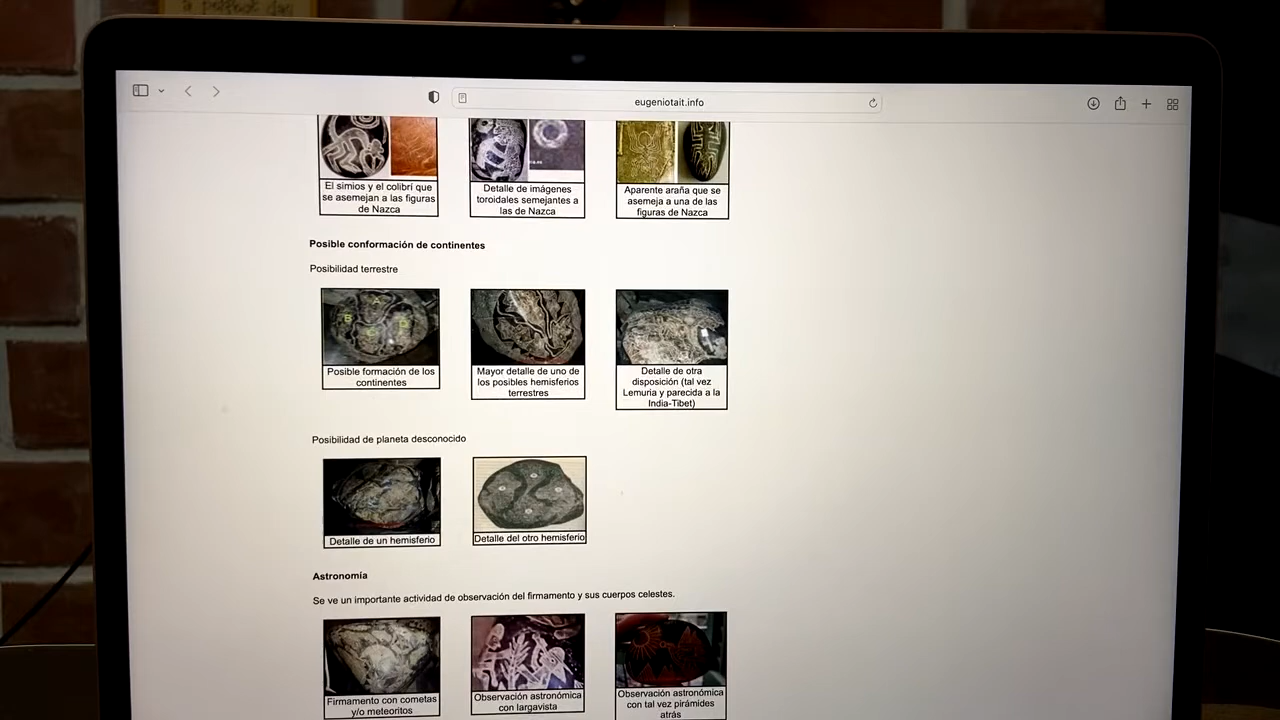 a perfect day
eugeniotait.info
El simios y el colibrí que
se asemejan a las figuras
de Nazca
Detalle de imágenes
toroidales semejantes a
las de Nazca
Aparente araña que se
asemeja a una de las
figuras de Nazca
Posible conformación de continentes
Posibilidad terrestre
A
B
C
D
Posible formación de los
continentes
Mayor detalle de uno de
los posibles hemisferios
terrestres
Detalle de otra
disposición (tal vez
Lemuria y parecida a la
India-Tibet)
Posibilidad de planeta desconocido
Detalle de un hemisferio
Detalle del otro hemisferio
Astronomía
Se ve un importante actividad de observación del firmamento y sus cuerpos celestes.
Firmamento con cometas
y/o meteoritos
Observación astronómica
con largavista
Observación astronómica
con tal vez pirámides
atrás